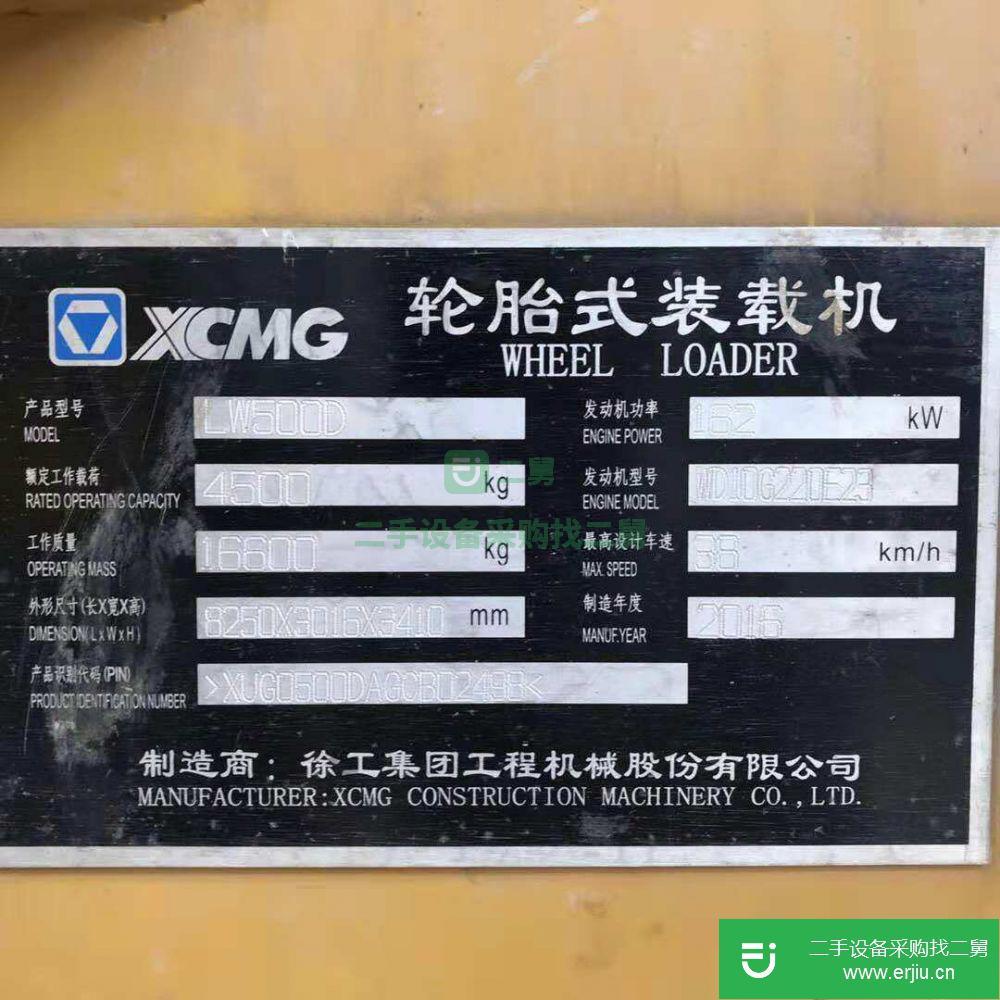 XCMG
轮胎式装载机
WHEEL LOADER
产品型号 LW500D
MODEL
发动机功率 162 kW
ENGINE POWER
额定工作载荷 4500 kg
RATED OPERATING CAPACITY
发动机型号 WD10G220E23
ENGINE MODEL
工作质量 16600 kg
OPERATING MASS
最高设计车速 38 km/h
MAX. SPEED
外形尺寸(长X宽X高) 8250X3016X3410 mm
DIMENSION(LxWxH)
制造年度 2016
MANUF.YEAR
产品识别代码(PIN) >XUG0500DAGCB02498<
PRODUCT IDENTIFICATION NUMBER
制造商:徐工集团工程机械股份有限公司
MANUFACTURER:XCMG CONSTRUCTION MACHINERY CO.,LTD.
二舅
二手设备采购找二舅
二手设备采购找二舅
www.erjiu.cn